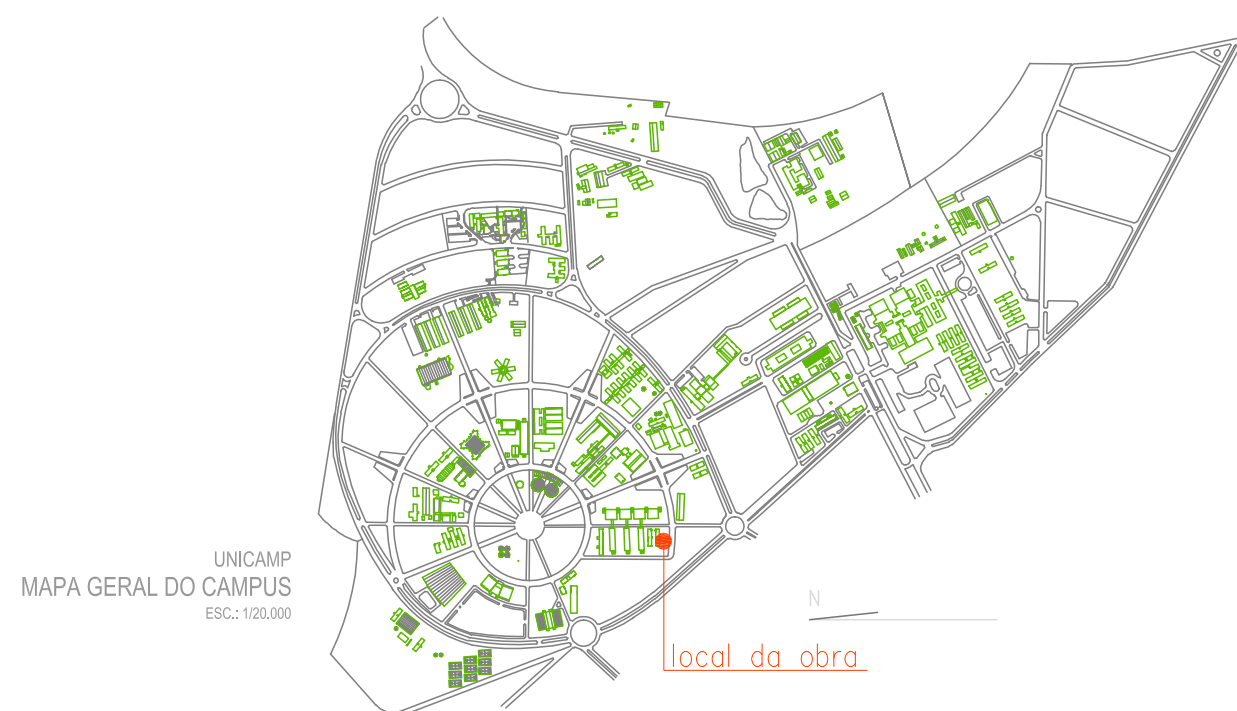 UNICAMP
MAPA GERAL DO CAMPUS
ESC.: 1/20.000
N
local da obra